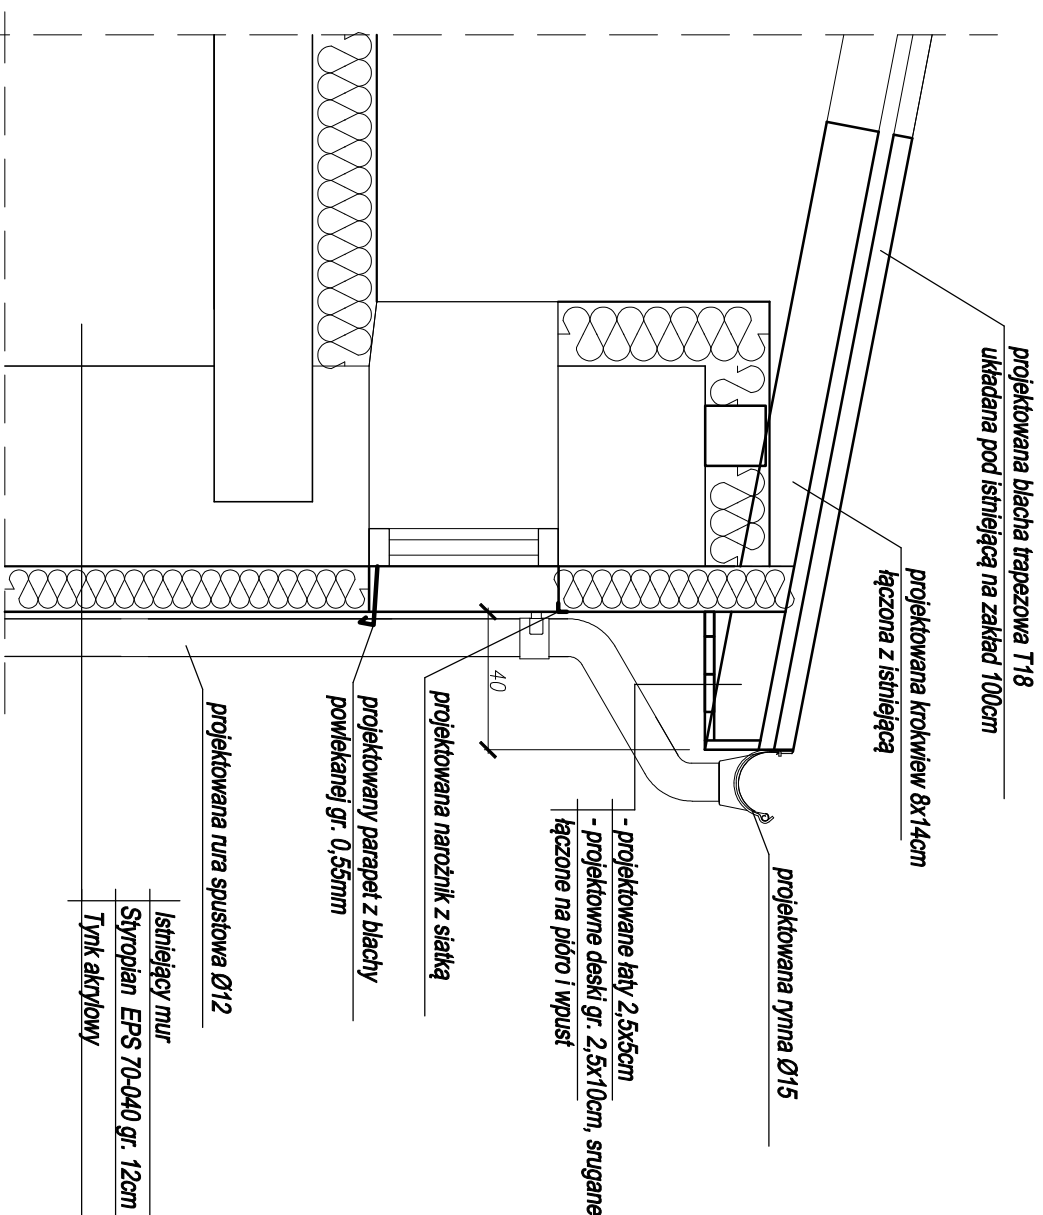 projektowana blacha trapezowa T18
układana pod istniejącą na zakład 100cm
projektowana krokwiew 8x14cm
łączona z istniejącą
projektowana rynna Ø15
- projektowane łaty 2,5x5cm
- projektowne deski gr. 2,5x10cm, srugane
łączone na pióro i wpust
40
projektowana narożnik z siatką
projektowany parapet z blachy
powlekanej gr. 0,55mm
projektowana rura spustowa Ø12
Istniejący mur
Styropian EPS 70-040 gr. 12cm
Tynk akrylowy